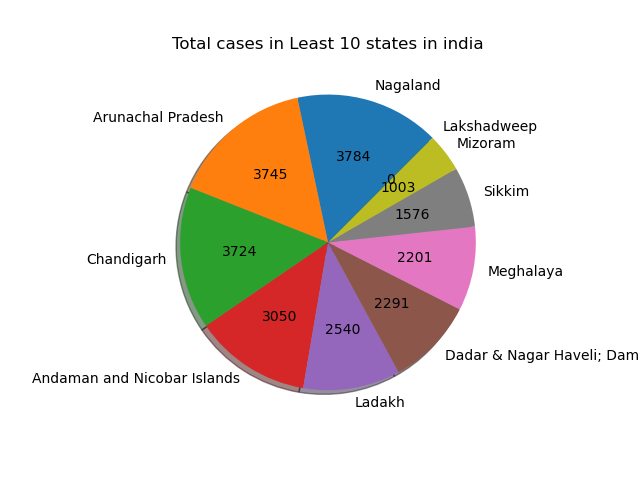 Total cases in Least 10 states in india
Nagaland
Arunachal Pradesh
Lakshadweep
Mizoram
3784
3745
0
1003
Sikkim
1576
Chandigarh
3724
2201
Meghalaya
2291
3050
2540
Dadar & Nagar Haveli; Dam
Andaman and Nicobar Islands
Ladakh